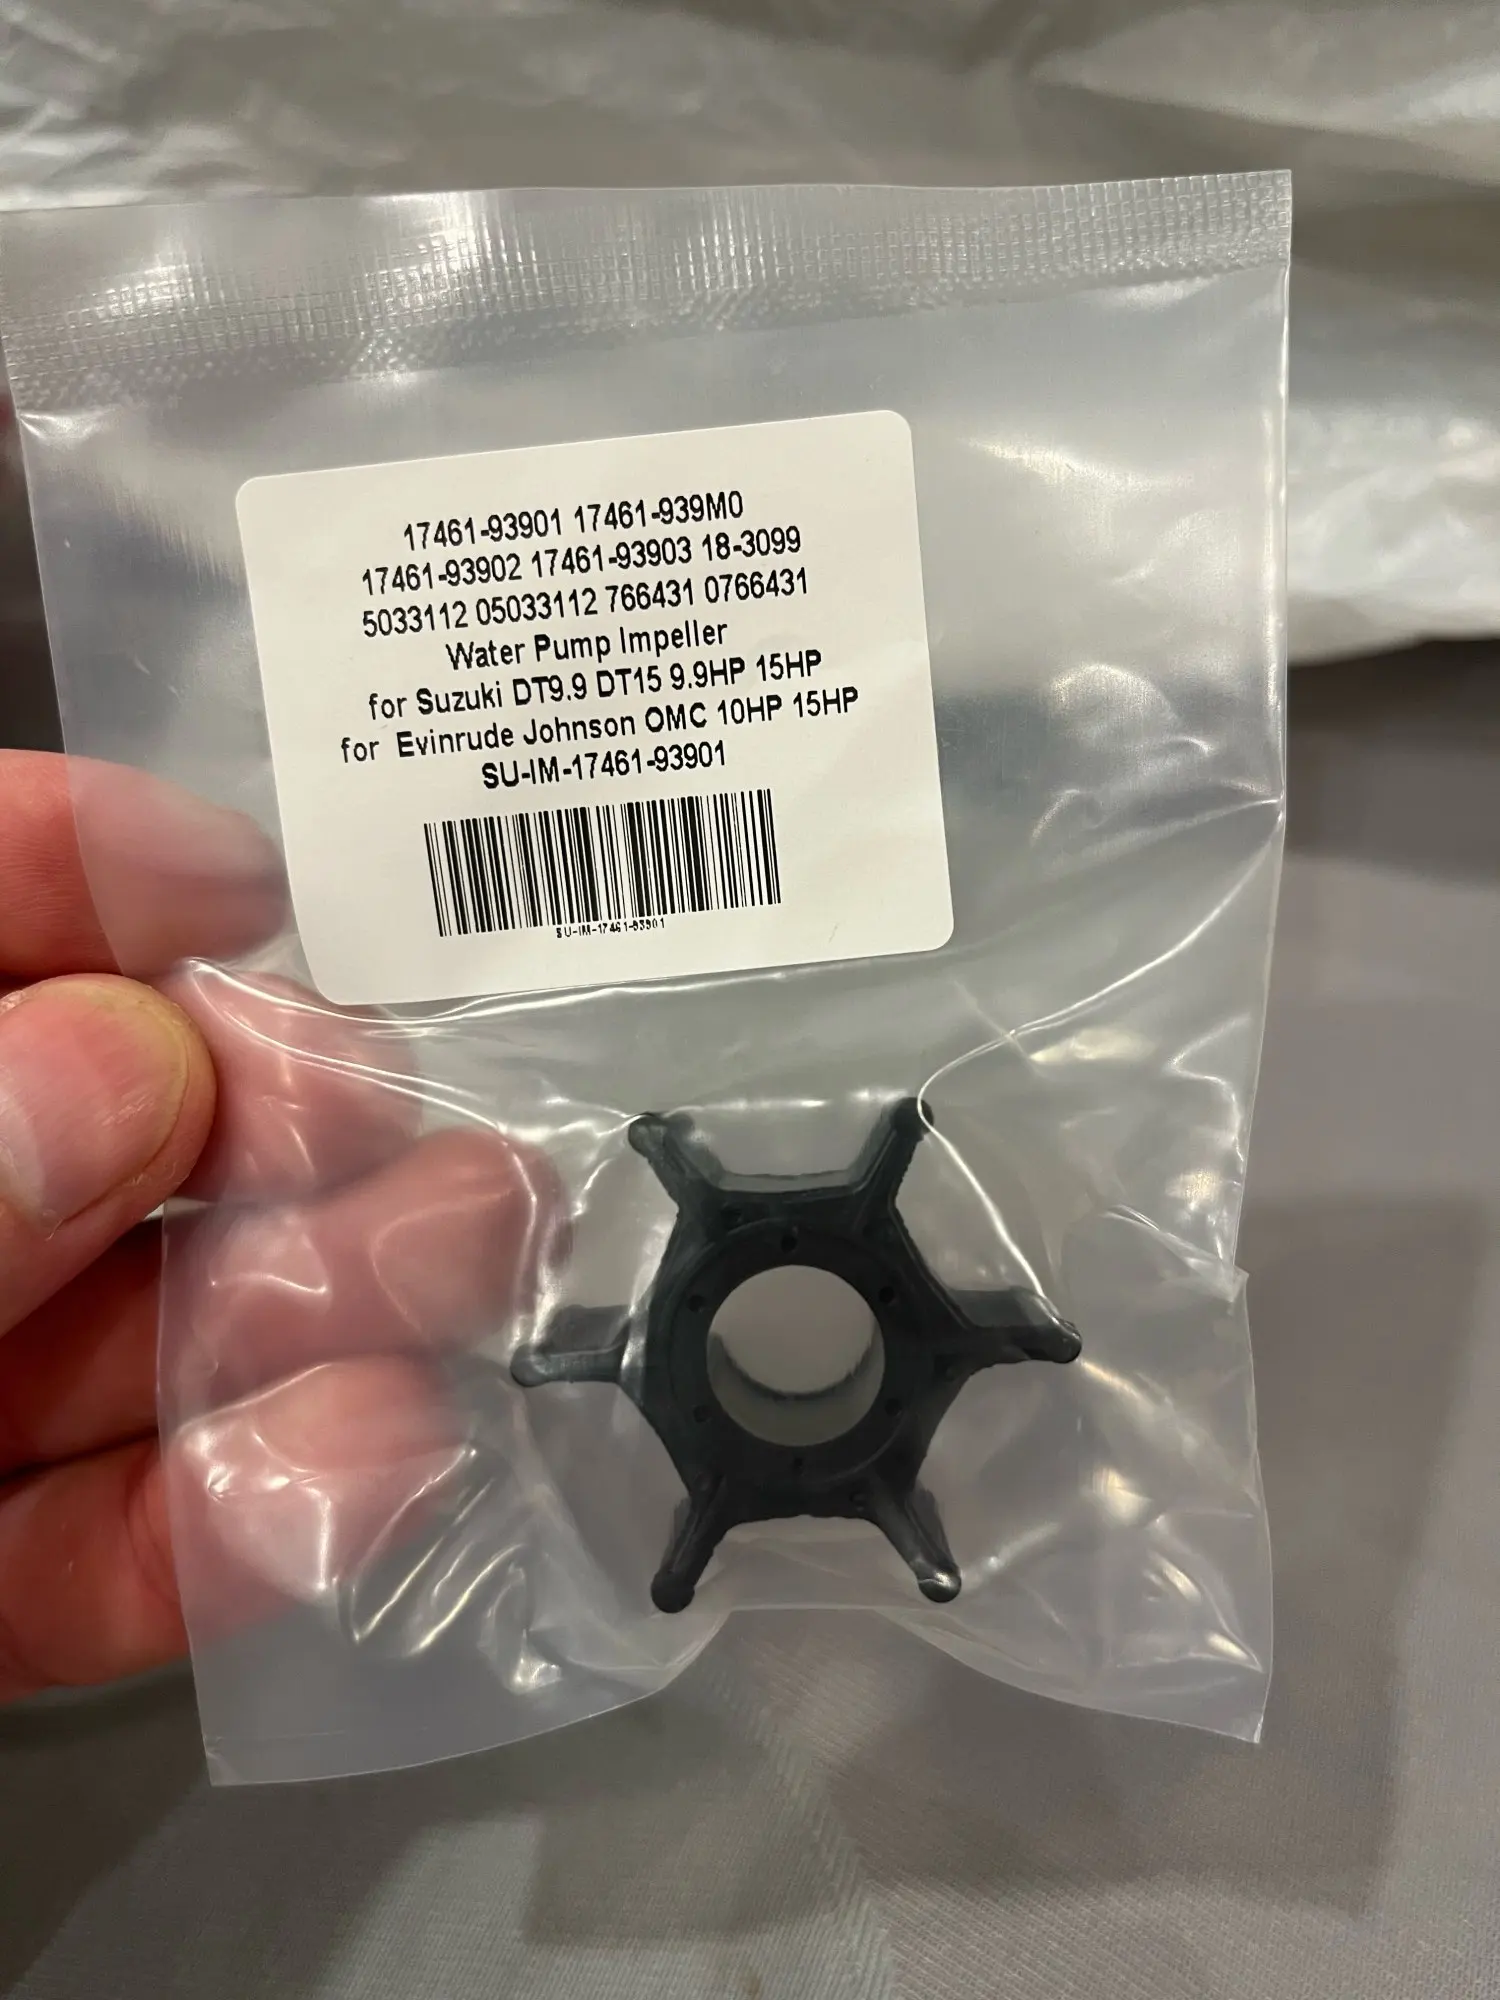 17461-93901 17461-939M0
17461-93902 17461-93903 18-3099
5033112 05033112 766431 0766431
Water Pump Impeller
for Suzuki DT9.9 DT15 9.9HP 15HP
for Evinrude Johnson OMC 10HP 15HP
SU-IM-17461-93901
SU-IM-17461-93901